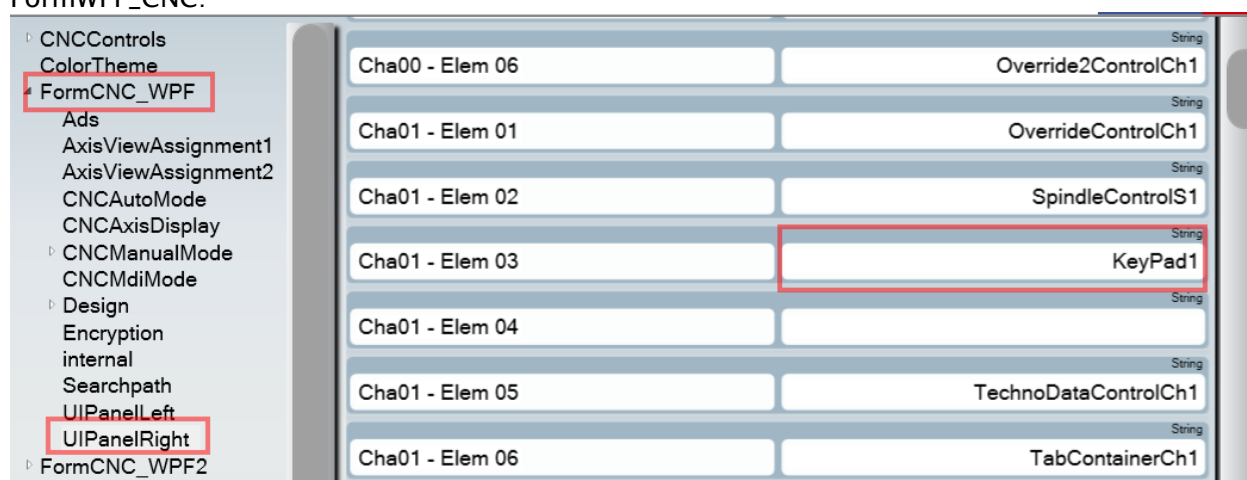 CNCControls
ColorTheme
FormCNC_WPF
Ads
AxisViewAssignment1
AxisViewAssignment2
CNCAutoMode
CNCAxisDisplay
CNCManualMode
CNCMdiMode
Design
Encryption
internal
Searchpath
UIPanelLeft
UIPanelRight
FormCNC_WPF2
String
Cha00 - Elem 06 Override2ControlCh1
String
Cha01 - Elem 01 OverrideControlCh1
String
Cha01 - Elem 02 SpindleControlS1
String
Cha01 - Elem 03 KeyPad1
String
Cha01 - Elem 04
String
Cha01 - Elem 05 TechnoDataControlCh1
String
Cha01 - Elem 06 TabContainerCh1